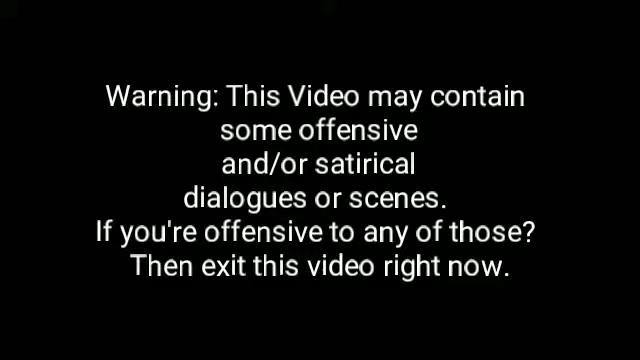 Warning: This Video may contain
some offensive
and/or satirical
dialogues or scenes.
If you're offensive to any of those?
Then exit this video right now.